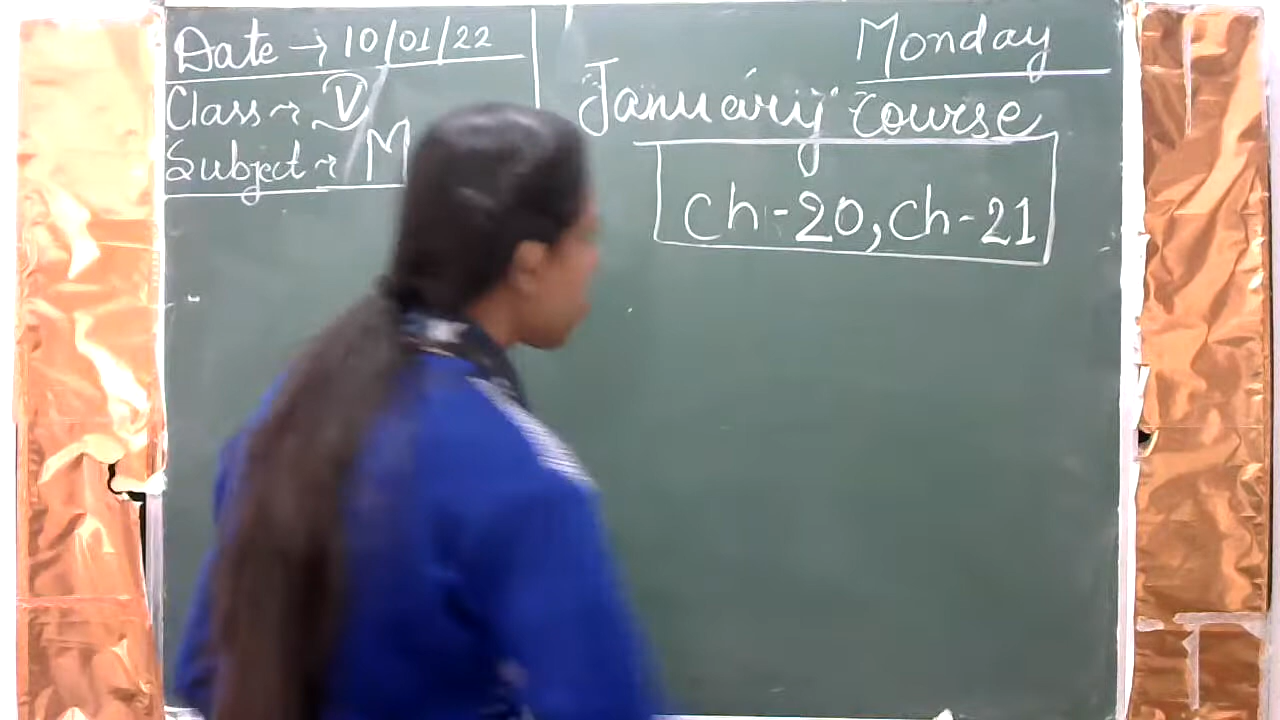 Date → 10/01/22
Class → V
Subject → M
Monday
January course
Ch-20, Ch-21